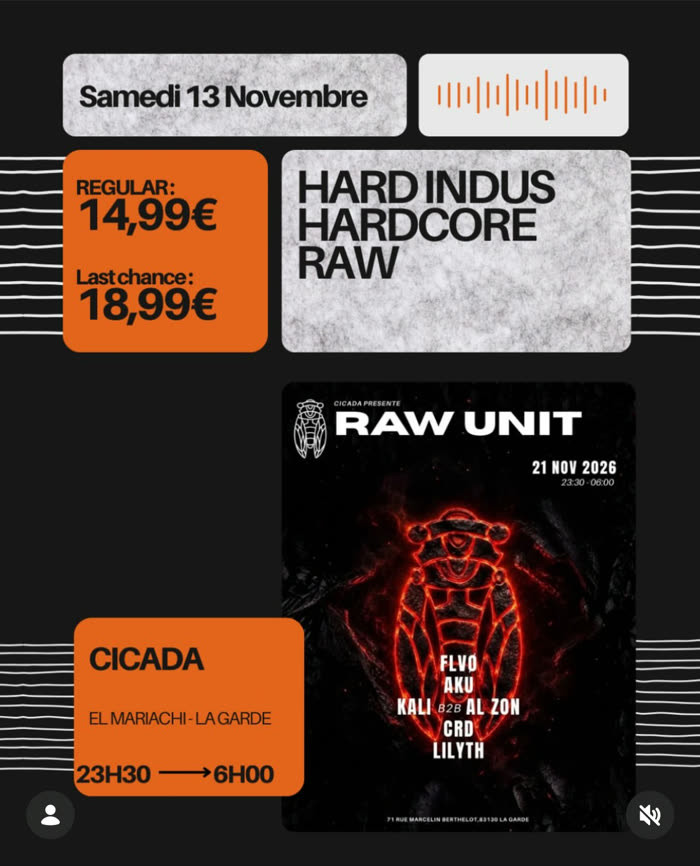 Samedi 13 Novembre
REGULAR:
14,99€
Last chance:
18,99€
HARD INDUS
HARDCORE
RAW
CICADA PRESENTE
RAW UNIT
21 NOV 2026
23:30 - 06:00
FLVO
AKU
KALI B2B AL ZON
CRD
LILYTH
71 RUE MARCELIN BERTHELOT, 83130 LA GARDE
CICADA
EL MARIACHI - LA GARDE
23H30 → 6H00